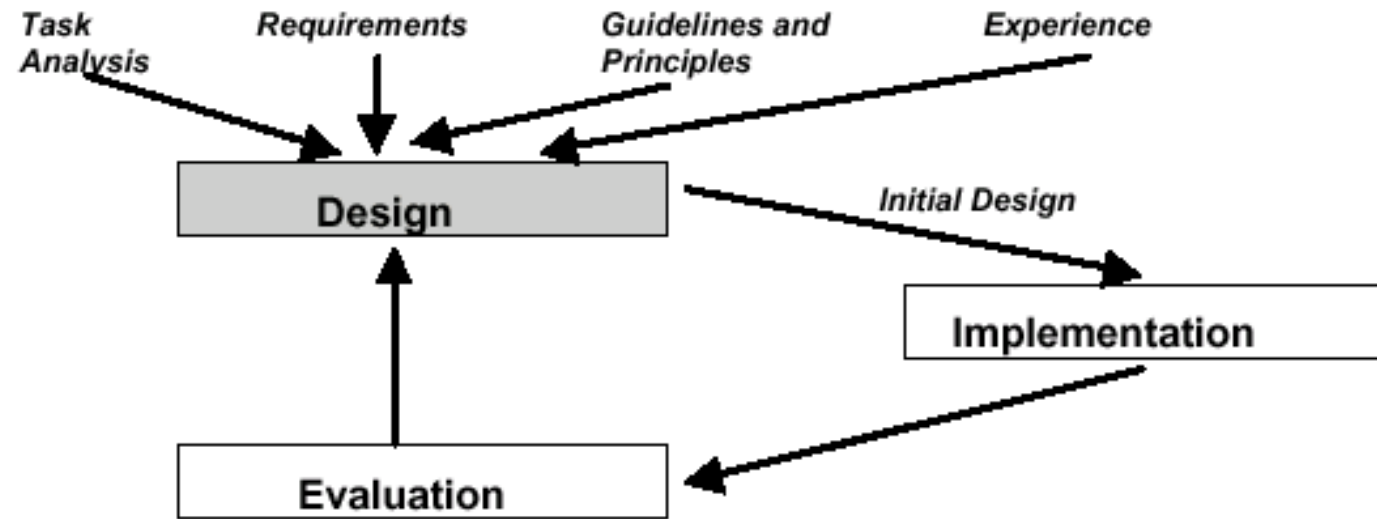 Task
Analysis
Requirements
Guidelines and
Principles
Experience
Design
Initial Design
Implementation
Evaluation